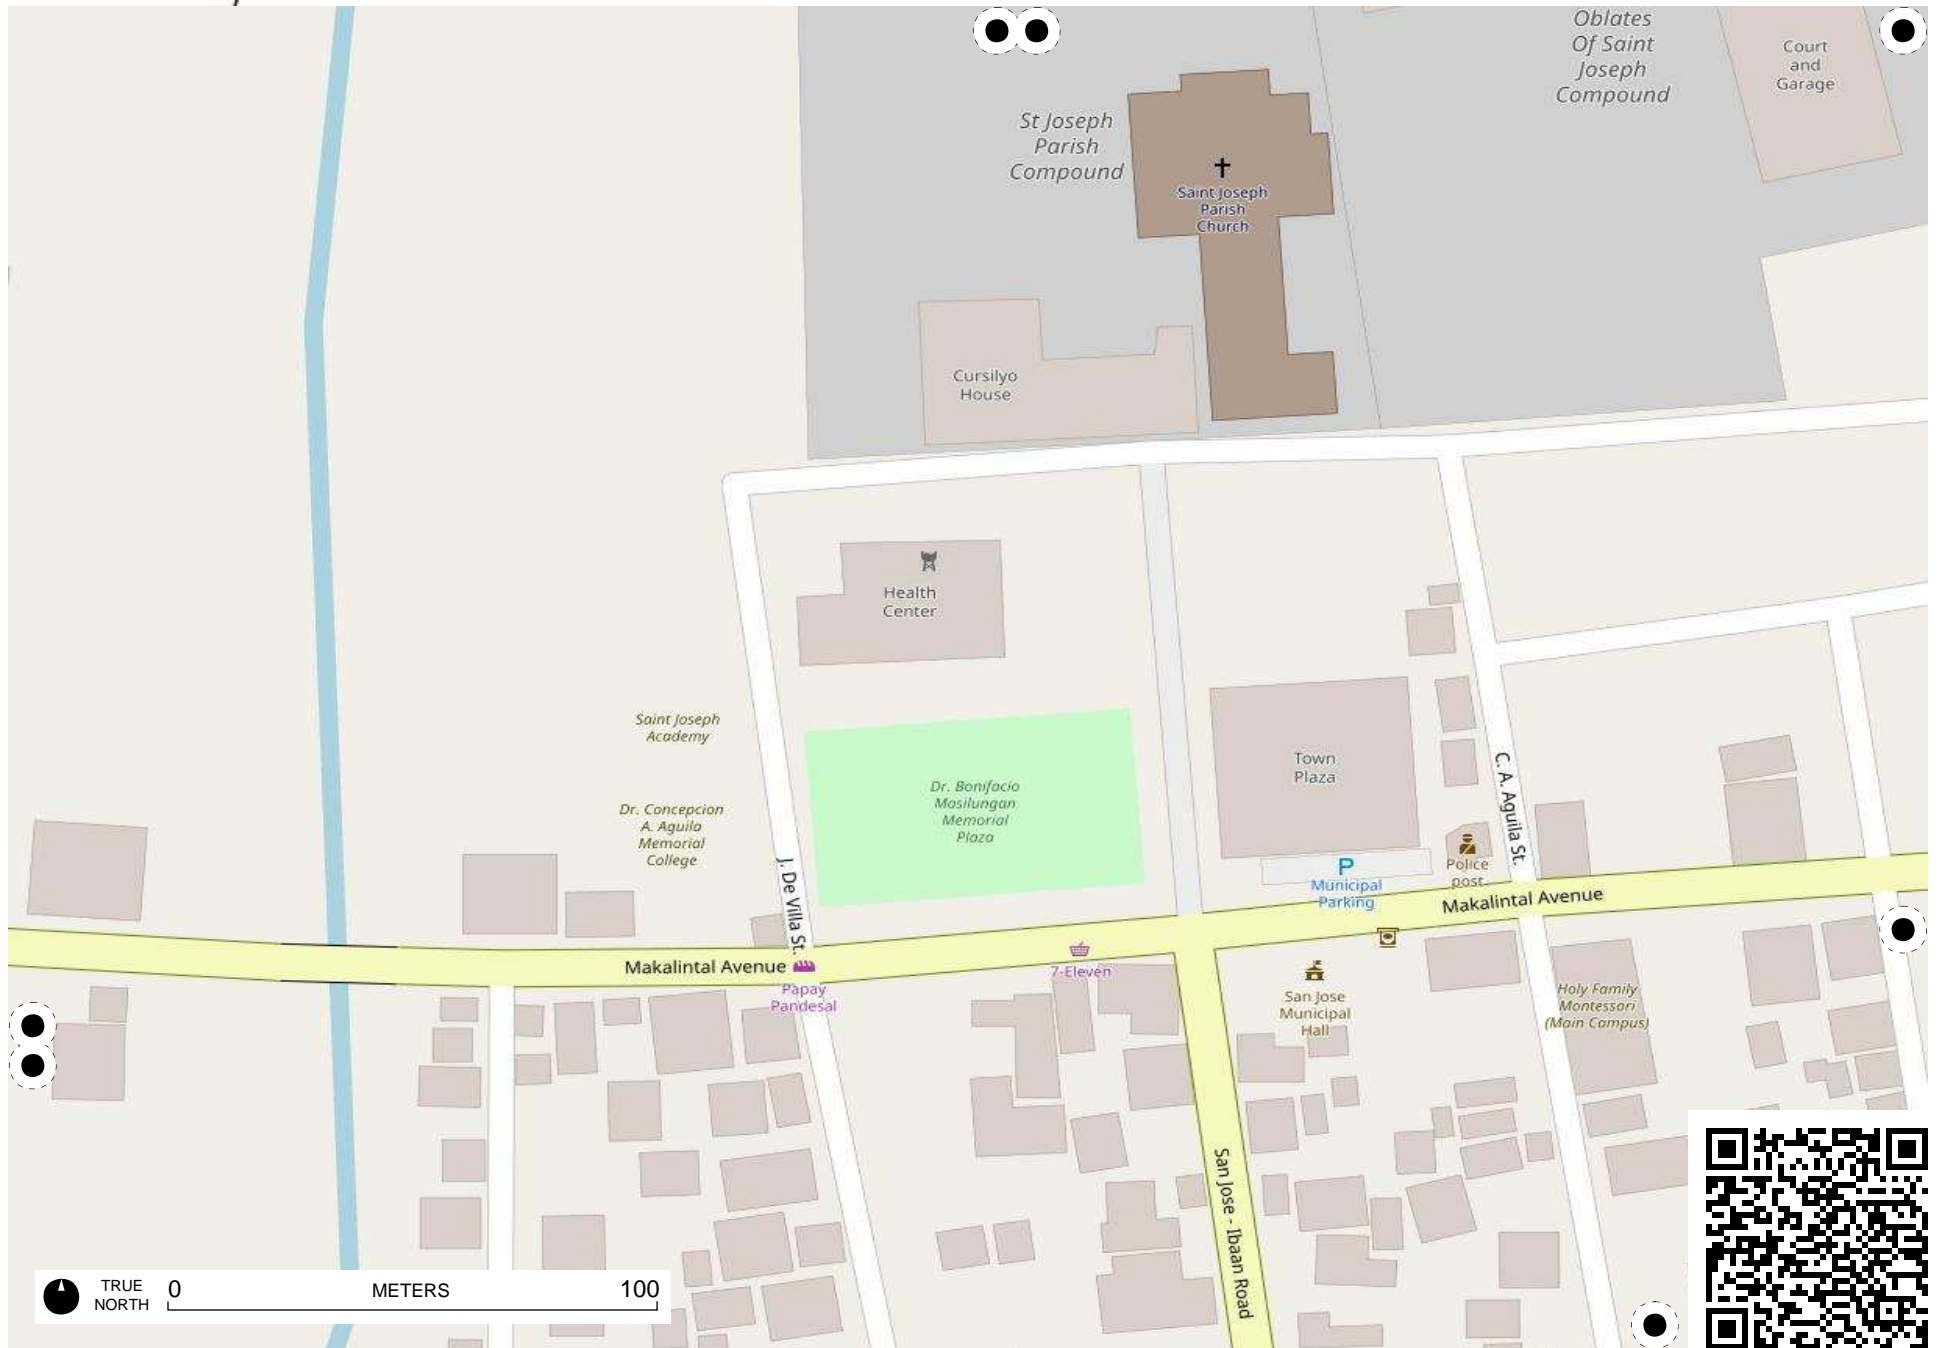 Oblates
Of Saint
Joseph
Compound
Court
and
Garage
St Joseph
Parish
Compound
Saint Joseph
Parish
Church
Cursilyo
House
Health
Center
Saint Joseph
Academy
Town
Plaza
C. A. Aguila St.
Dr. Bonifacio
Masilungan
Memorial
Plaza
Dr. Concepcion
A. Aguila
Memorial
College
J. De Villa St.
P
Municipal
Parking
Police
post
Makalintal Avenue
Makalintal Avenue
Papay
Pandesal
7-Eleven
San Jose
Municipal
Hall
Holy Family
Montessori
(Main Campus)
San Jose - Ibaan Road
TRUE
NORTH
0 METERS 100